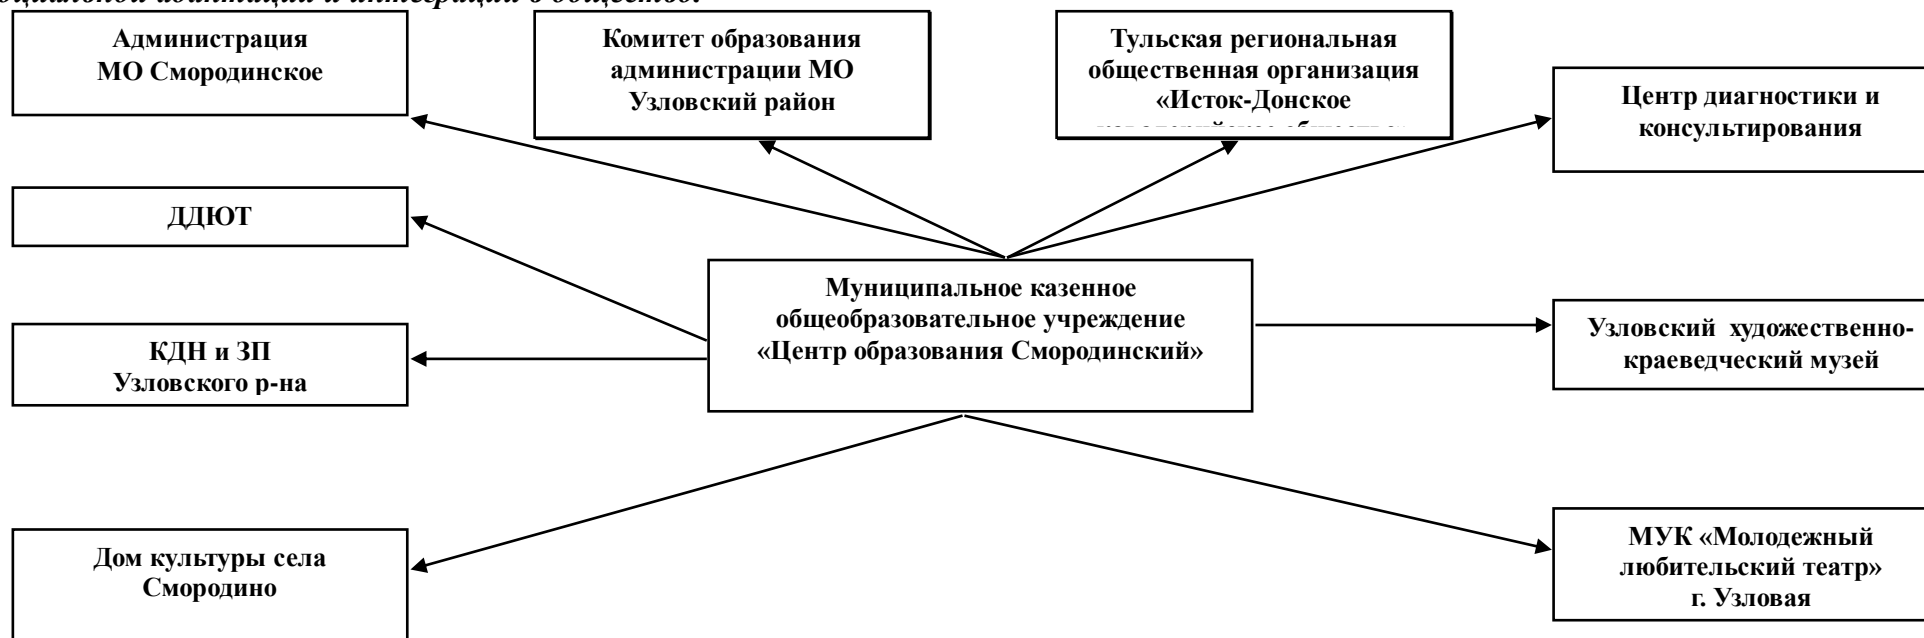 Администрация
МО Смородинское
Комитет образования
администрации МО
Узловский район
Тульская региональная
общественная организация
«Исток-Донское
Центр диагностики и
консультирования
ДДЮТ
Муниципальное казенное
общеобразовательное учреждение
«Центр образования Смородинский»
КДН и ЗП
Узловского р-на
Узловский художественно-
краеведческий музей
Дом культуры села
Смородино
МУК «Молодежный
любительский театр»
г. Узловая